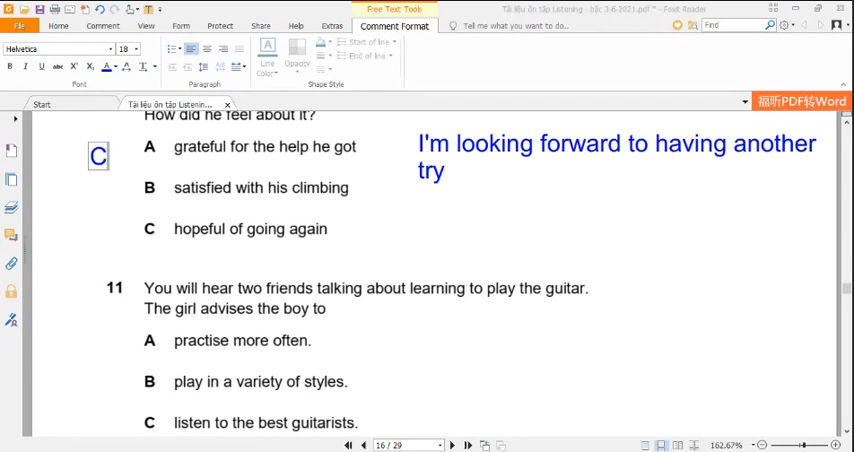 Free Text Tools
Tài liệu ôn tập Listening - bậc 3-6 2021.pdf * - Foxit Reader
File Home Comment View Form Protect Share Help Extras Comment Format Tell me what you want to do... Find
Helvetica 18
Start of line
End of line
B I U abc X² X₂ A A T
Line Color Opacity
Font Paragraph Shape Style
Start Tài liệu ôn tập Listenin... 福昕PDF转Word
How did he feel about it?
C
A grateful for the help he got
I'm looking forward to having another
try
B satisfied with his climbing
C hopeful of going again
11 You will hear two friends talking about learning to play the guitar.
The girl advises the boy to
A practise more often.
B play in a variety of styles.
C listen to the best guitarists.
16 / 29 162.67%